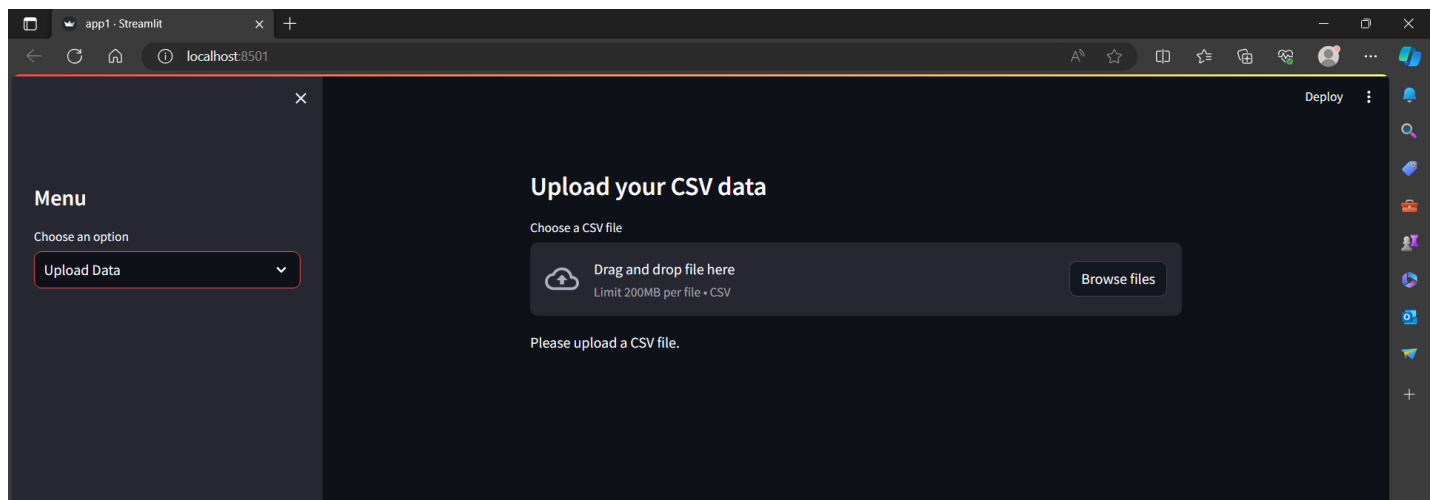 app1 · Streamlit
localhost:8501
Deploy
Menu
Choose an option
Upload Data
Upload your CSV data
Choose a CSV file
Drag and drop file here
Limit 200MB per file • CSV
Browse files
Please upload a CSV file.